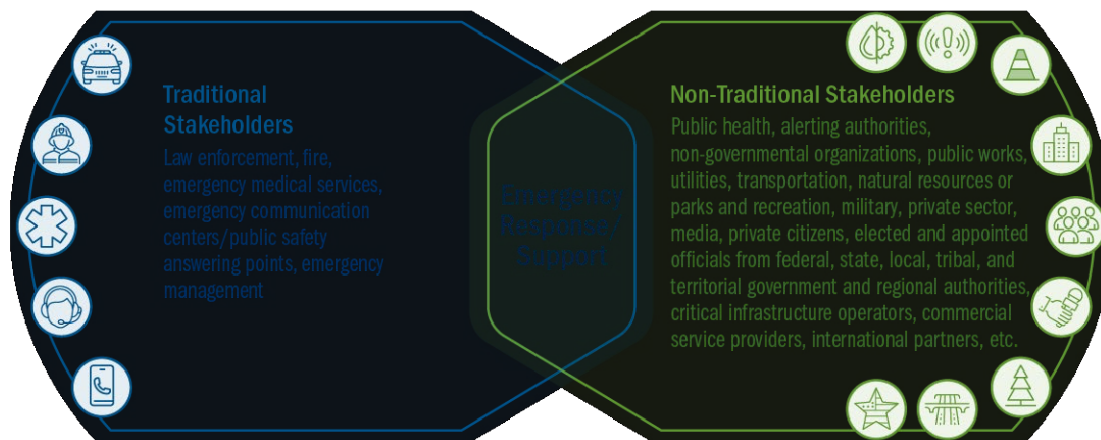 Traditional
Stakeholders
Law enforcement, fire,
emergency medical services,
emergency communication
centers/public safety
answering points, emergency
management
Emergency
Response/
Support
Non-Traditional Stakeholders
Public health, alerting authorities,
non-governmental organizations, public works,
utilities, transportation, natural resources or
parks and recreation, military, private sector,
media, private citizens, elected and appointed
officials from federal, state, local, tribal, and
territorial government and regional authorities,
critical infrastructure operators, commercial
service providers, international partners, etc.